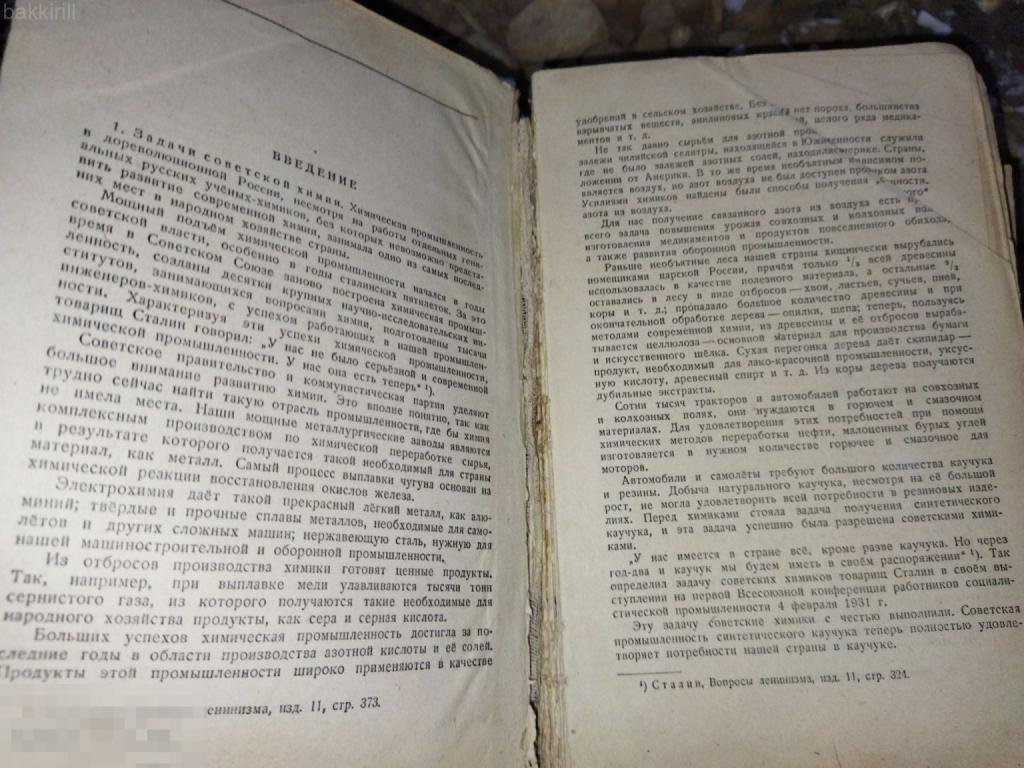 bakkirill
ВВЕДЕНИЕ
1. Задачи советской химии. Химическая промышленность
в дореволюционной России, несмотря на работы отдельных гени-
альных русских учёных-химиков, без которых невозможно предста-
вить развитие современной химии, занимала одно из самых послед-
них мест в народном хозяйстве страны.
Мощный подъём химической промышленности начался в годы
советской власти, особенно в годы сталинских пятилеток. За это
время в Советском Союзе заново построена химическая промыш-
ленность, созданы десятки крупных научно-исследовательских ин-
ститутов, занимающихся вопросами химии, подготовлены тысячи
инженеров-химиков, с успехом работающих в нашей промышлен-
ности. Характеризуя эти успехи химической промышленности,
товарищ Сталин говорил: „У нас не было серьёзной и современной
химической промышленности. У нас она есть теперь“ ¹).
Советское правительство и коммунистическая партия уделяют
большое внимание развитию химии. Это вполне понятно, так как
трудно сейчас найти такую отрасль промышленности, где бы химия
не имела места. Наши мощные металлургические заводы являются
комплексным производством по химической переработке сырья,
в результате которого получается такой необходимый для страны
материал, как металл. Самый процесс выплавки чугуна основан на
химической реакции восстановления окислов железа.
Электрохимия даёт такой прекрасный лёгкий металл, как алю-
миний; твёрдые и прочные сплавы металлов, необходимые для само-
лётов и других сложных машин; нержавеющую сталь, нужную для
нашей машиностроительной и оборонной промышленности,
Из отбросов производства химики готовят ценные продукты.
Так, например, при выплавке меди улавливаются тысячи тонн
сернистого газа, из которого получаются такие необходимые для
народного хозяйства продукты, как сера и серная кислота.
Больших успехов химическая промышленность достигла за по-
следние годы в области производства азотной кислоты и её солей.
Продукты этой промышленности широко применяются в качестве
енинизма, изд. 11, стр. 373.
удобрений в сельском хозяйстве. Без нет пороха, большинства
взрывчатых веществ, анилиновых красок, целого ряда медика-
ментов и т. д.
Не так давно сырьём для азотной
залежи чилийской селитры, находящейся в Юж служили
где не было залежей азотных солей, находились Страны,
ложении от Америки. В то же время необъятным по-
является воздух, но азот воздуха не был доступен азота
Усилиями химиков найдены были способы получения
азота из воздуха.
Для нас получение связанного азота из воздуха есть
всего задача повышения урожая совхозных и колхозных
изготовления медикаментов и продуктов повседневного обихода,
а также развития оборонной промышленности.
Раньше необъятные леса нашей страны хищнически вырубались
помещиками царской России, причём только ¹/₃ всей древесины
использовалась в качестве полезного материала, а остальные ²/₃
оставались в лесу в виде отбросов — хвои, листьев, сучьев, пней,
коры и т. д.; пропадало большое количество древесины и при
окончательной обработке дерева — опилки, щепа; теперь, пользуясь
методами современной химии, из древесины и её отбросов выраба-
тывается целлюлоза — основной материал для производства бумаги
и искусственного шёлка. Сухая перегонка дерева даёт скипидар —
продукт, необходимый для лако-красочной промышленности, уксус-
ную кислоту, древесный спирт и т. д. Из коры дерева получаются
дубильные экстракты.
Сотни тысяч тракторов и автомобилей работают на совхозных
и колхозных полях, они нуждаются в горючем и смазочном
материалах. Для удовлетворения этих потребностей при помощи
химических методов переработки нефти, малоценных бурых углей
изготовляется в нужном количестве горючее и смазочное для
моторов.
Автомобили и самолёты требуют большого количества каучука
и резины. Добыча натурального каучука, несмотря на её большой
рост, не могла удовлетворить всей потребности в резиновых изде-
лиях. Перед химиками стояла задача получения синтетического
каучука, и эта задача успешно была разрешена советскими хими-
ками.
„У нас имеется в стране всё, кроме разве каучука. Но через
год-два и каучук мы будем иметь в своём распоряжении“ ¹). Так
определил задачу советских химиков товарищ Сталин в своём вы-
ступлении на первой Всесоюзной конференции работников социали-
стической промышленности 4 февраля 1931 г.
Эту задачу советские химики с честью выполнили. Советская
промышленность синтетического каучука теперь полностью удовле-
творяет потребности нашей страны в каучуке.
¹) Сталин, Вопросы ленинизма, изд. 11, стр. 324.